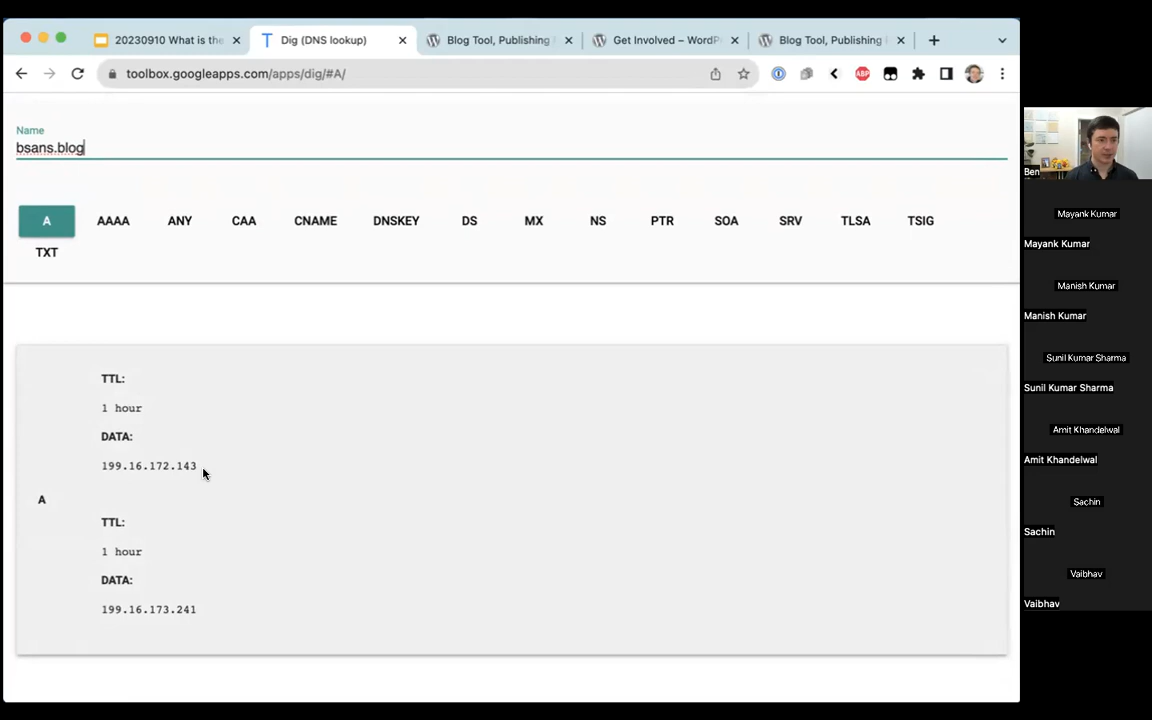 20230910 What is the
Dig (DNS lookup)
Blog Tool, Publishing
Get Involved – WordP
Blog Tool, Publishing
toolbox.googleapps.com/apps/dig/#A/
ABP
Name
bsans.blog
A
AAAA
ANY
CAA
CNAME
DNSKEY
DS
MX
NS
PTR
SOA
SRV
TLSA
TSIG
TXT
TTL:
1 hour
DATA:
199.16.172.143
A
TTL:
1 hour
DATA:
199.16.173.241
Ben
Mayank Kumar
Mayank Kumar
Manish Kumar
Manish Kumar
Sunil Kumar Sharma
Sunil Kumar Sharma
Amit Khandelwal
Amit Khandelwal
Sachin
Sachin
Vaibhav
Vaibhav